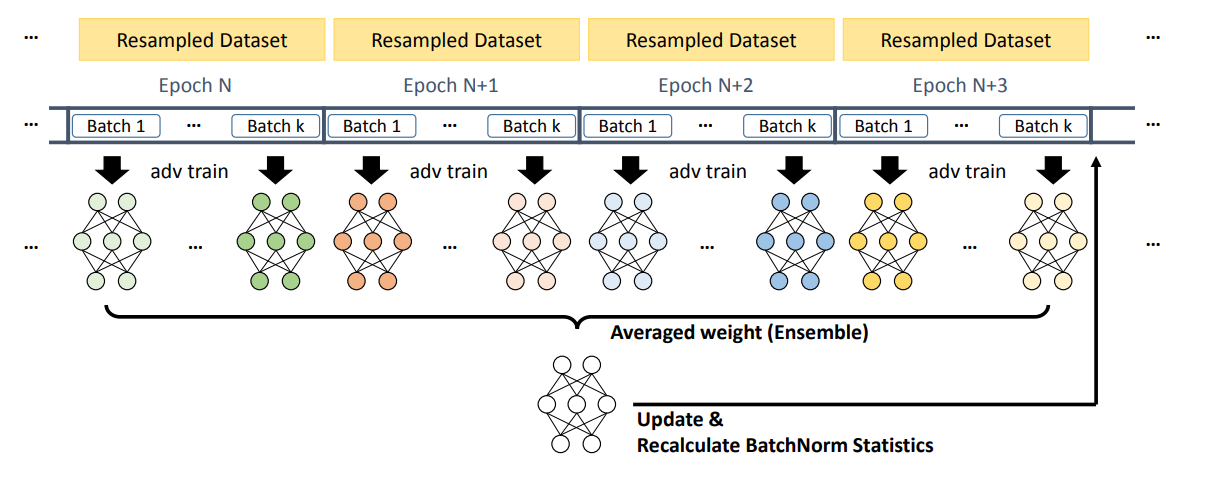 ... Resampled Dataset Resampled Dataset Resampled Dataset Resampled Dataset ...
Epoch N Epoch N+1 Epoch N+2 Epoch N+3
... Batch 1 ... Batch k Batch 1 ... Batch k Batch 1 ... Batch k Batch 1 ... Batch k ...
adv train adv train adv train adv train
... ... ... ... ... ...
Averaged weight (Ensemble)
Update &
Recalculate BatchNorm Statistics